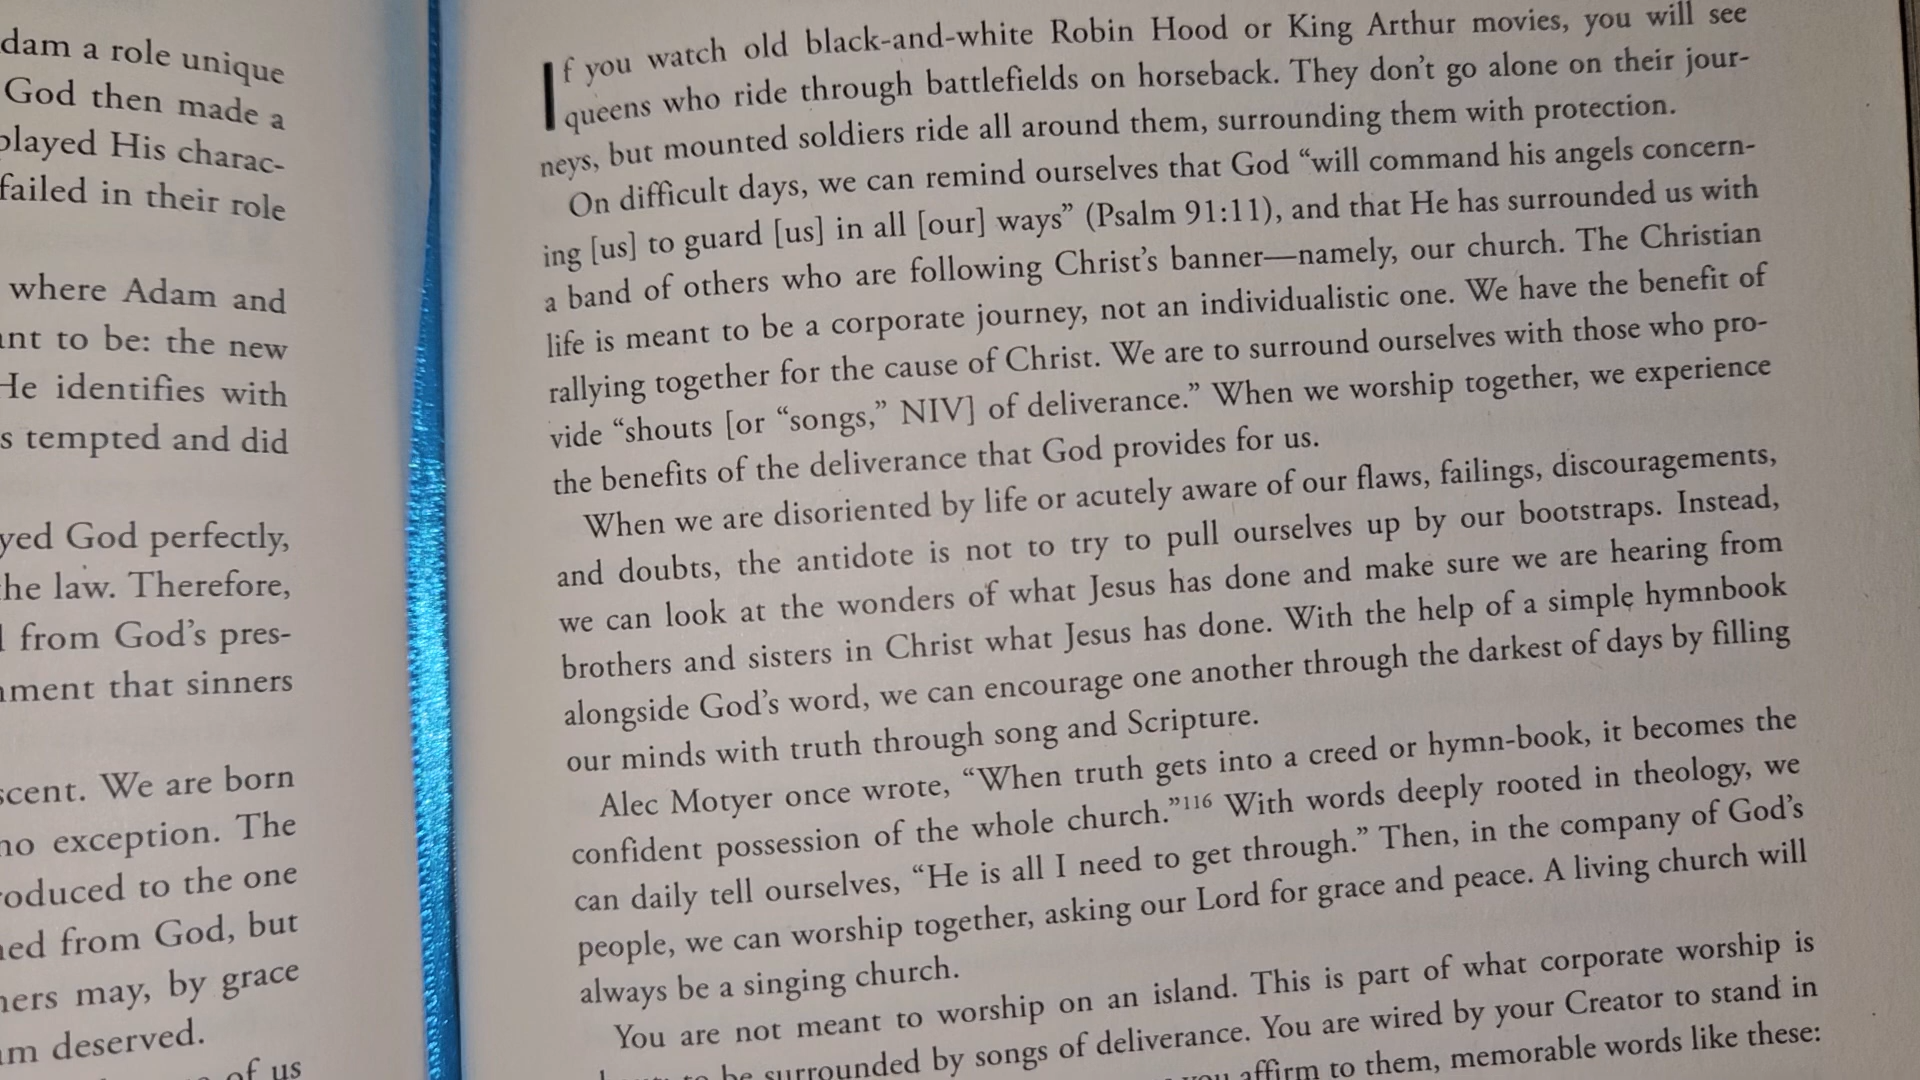 dam a role unique
God then made a
played His charac-
failed in their role
where Adam and
ant to be: the new
He identifies with
s tempted and did
yed God perfectly,
the law. Therefore,
from God's pres-
nment that sinners
scent. We are born
no exception. The
roduced to the one
ned from God, but
ners may, by grace
am deserved.
of us
If you watch old black-and-white Robin Hood or King Arthur movies, you will see
queens who ride through battlefields on horseback. They don't go alone on their jour-
neys, but mounted soldiers ride all around them, surrounding them with protection.
On difficult days, we can remind ourselves that God “will command his angels concern-
ing [us] to guard [us] in all [our] ways” (Psalm 91:11), and that He has surrounded us with
a band of others who are following Christ's banner—namely, our church. The Christian
life is meant to be a corporate journey, not an individualistic one. We have the benefit of
rallying together for the cause of Christ. We are to surround ourselves with those who pro-
vide “shouts [or “songs,” NIV] of deliverance.” When we worship together, we experience
the benefits of the deliverance that God provides for us.
When we are disoriented by life or acutely aware of our flaws, failings, discouragements,
and doubts, the antidote is not to try to pull ourselves up by our bootstraps. Instead,
we can look at the wonders of what Jesus has done and make sure we are hearing from
brothers and sisters in Christ what Jesus has done. With the help of a simple hymnbook
alongside God's word, we can encourage one another through the darkest of days by filling
our minds with truth through song and Scripture.
Alec Motyer once wrote, “When truth gets into a creed or hymn-book, it becomes the
confident possession of the whole church.”116 With words deeply rooted in theology, we
can daily tell ourselves, “He is all I need to get through.” Then, in the company of God's
people, we can worship together, asking our Lord for grace and peace. A living church will
always be a singing church.
You are not meant to worship on an island. This is part of what corporate worship is
to be surrounded by songs of deliverance. You are wired by your Creator to stand in
you affirm to them, memorable words like these: